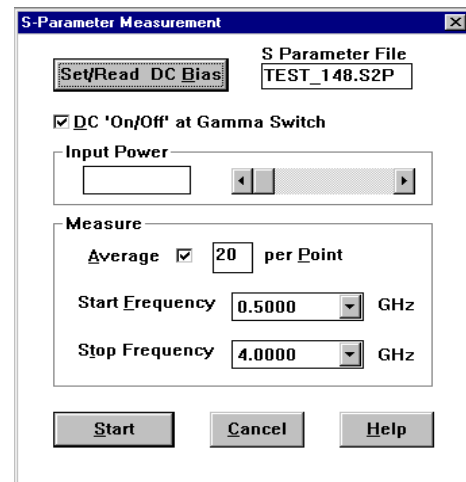 S-Parameter Measurement
S Parameter File
Set/Read DC Bias
TEST_148.S2P
DC 'On/Off' at Gamma Switch
Input Power
Measure
Average 20 per Point
Start Frequency 0.5000 GHz
Stop Frequency 4.0000 GHz
Start Cancel Help